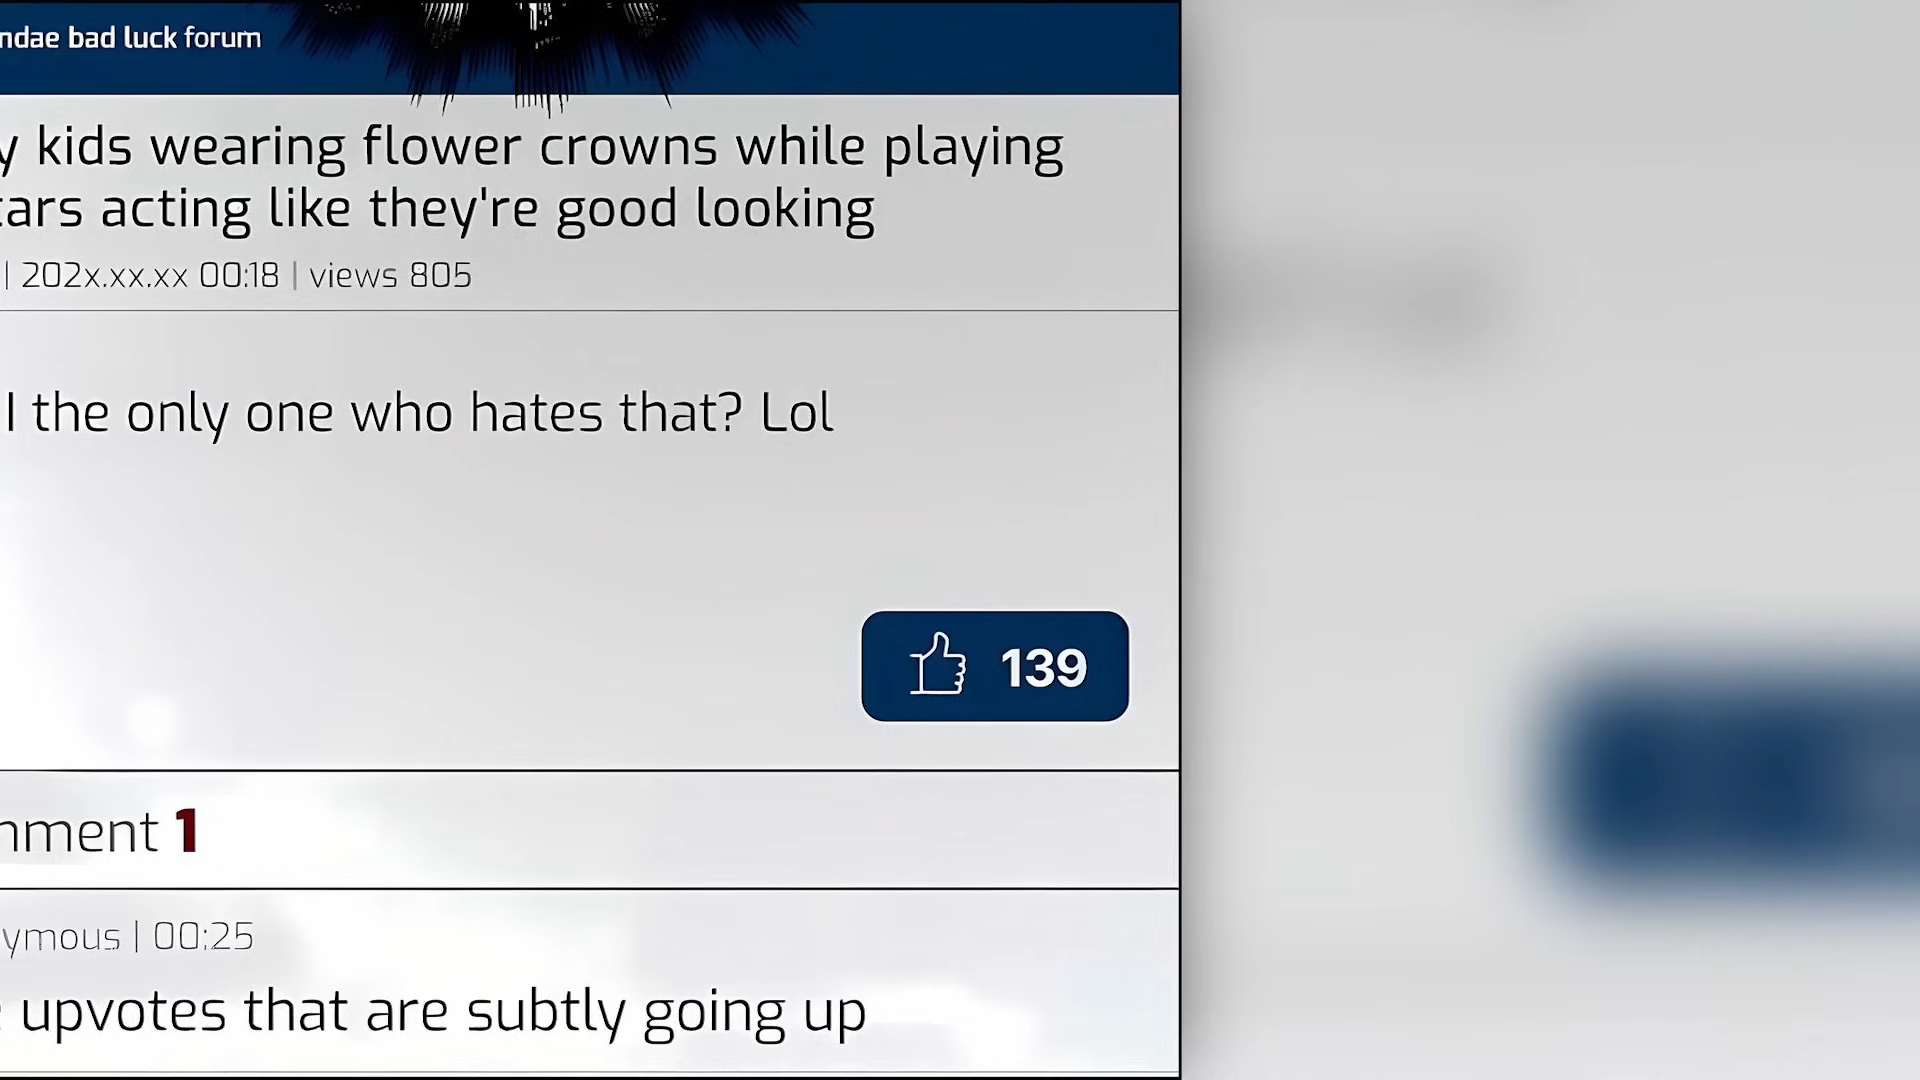 ndae bad luck forum
y kids wearing flower crowns while playing
tars acting like they're good looking
| 202x.xx.xx 00:18 | views 805
I the only one who hates that? Lol
139
mment 1
ymous | 00:25
upvotes that are subtly going up